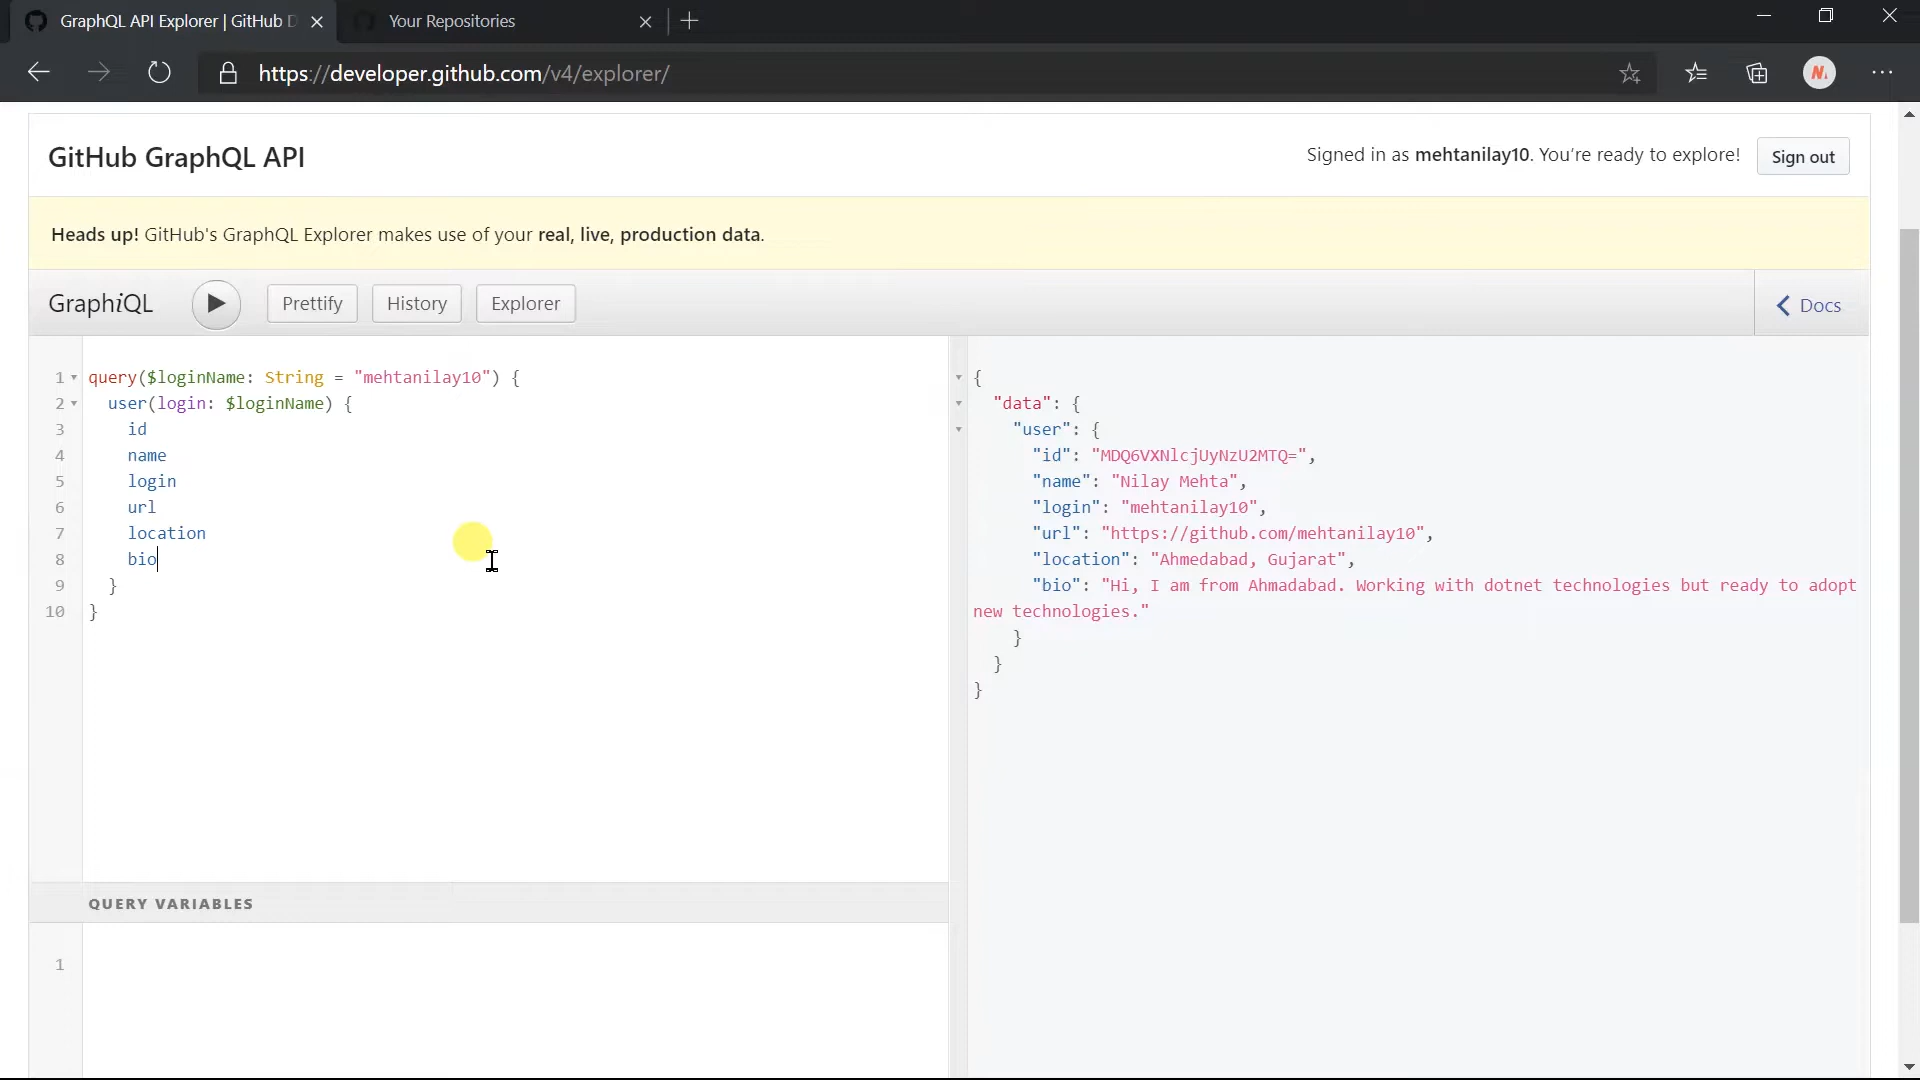 GraphQL API Explorer | GitHub D
Your Repositories
https://developer.github.com/v4/explorer/
N.
GitHub GraphQL API
Signed in as mehtanilay10. You're ready to explore!
Sign out
Heads up! GitHub's GraphQL Explorer makes use of your real, live, production data.
GraphiQL
Prettify
History
Explorer
Docs
1 query($loginName: String = "mehtanilay10") {
2 user(login: $loginName) {
3 id
4 name
5 login
6 url
7 location
8 bio
9 }
10 }
{
"data": {
"user": {
"id": "MDQ6VXNlcjUyNzU2MTQ=",
"name": "Nilay Mehta",
"login": "mehtanilay10",
"url": "https://github.com/mehtanilay10",
"location": "Ahmedabad, Gujarat",
"bio": "Hi, I am from Ahmadabad. Working with dotnet technologies but ready to adopt
new technologies."
}
}
}
QUERY VARIABLES
1